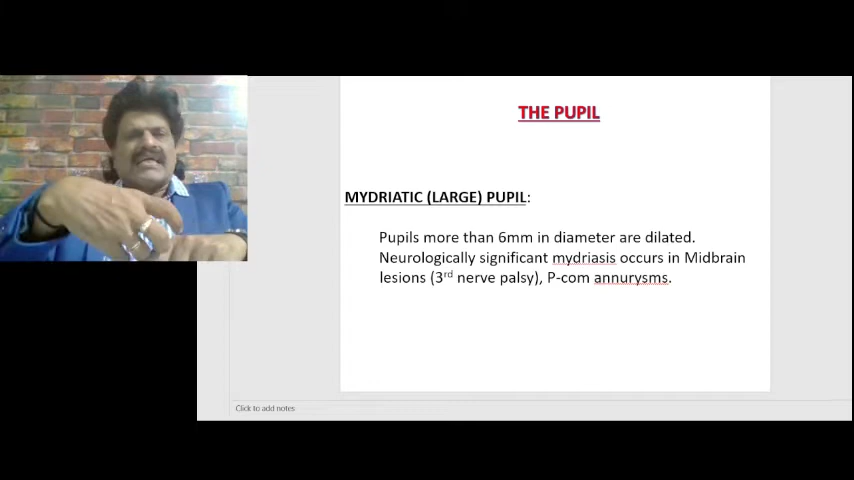 THE PUPIL
MYDRIATIC (LARGE) PUPIL:
Pupils more than 6mm in diameter are dilated.
Neurologically significant mydriasis occurs in Midbrain
lesions (3rd nerve palsy), P-com annurysms.
Click to add notes